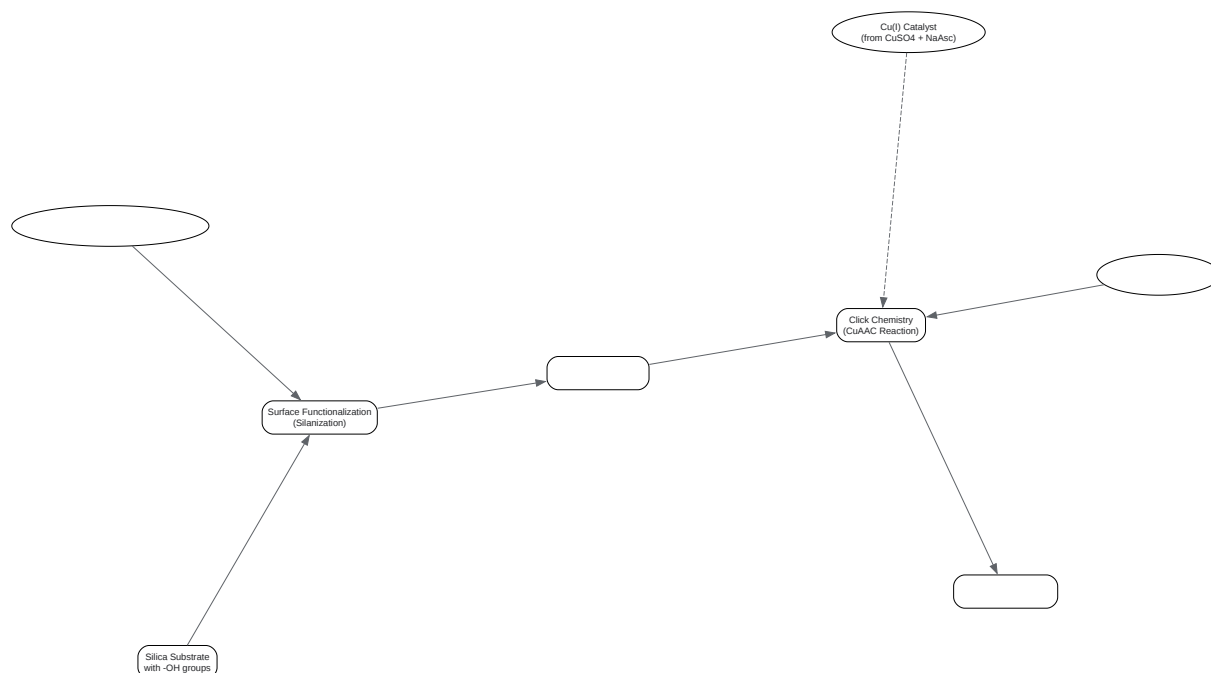 Cu(I) Catalyst
(from CuSO4 + NaAsc)
Click Chemistry
(CuAAC Reaction)
Surface Functionalization
(Silanization)
Silica Substrate
with -OH groups